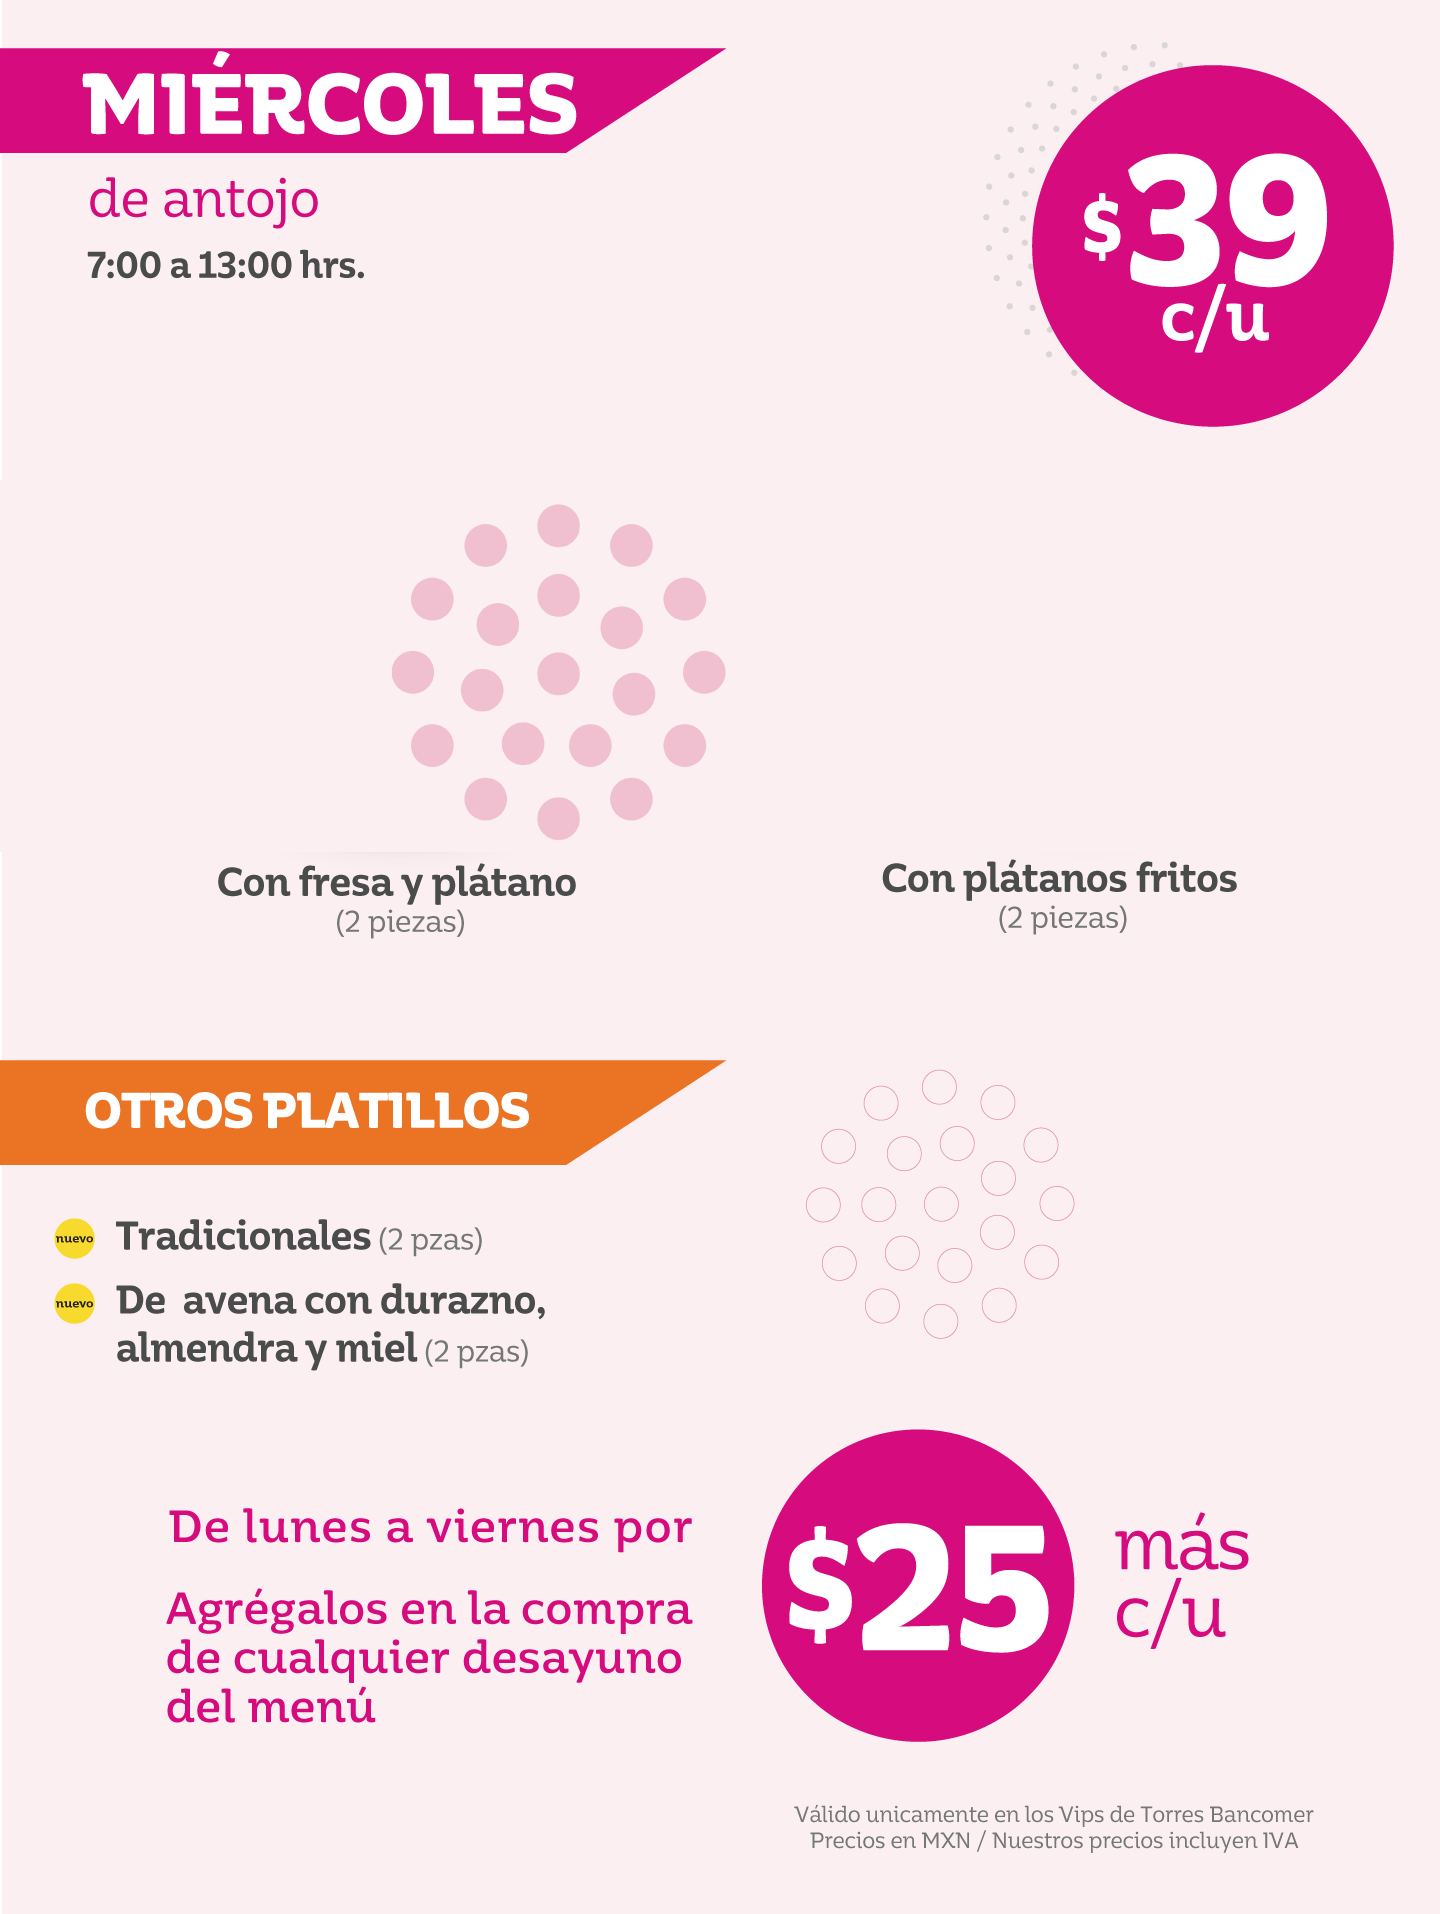 MIÉRCOLES
de antojo
7:00 a 13:00 hrs.
$39
c/u
Con fresa y plátano
(2 piezas)
Con plátanos fritos
(2 piezas)
OTROS PLATILLOS
nuevo Tradicionales (2 pzas)
nuevo De avena con durazno,
almendra y miel (2 pzas)
De lunes a viernes por
Agrégalos en la compra
de cualquier desayuno
del menú
$25
más
c/u
Válido unicamente en los Vips de Torres Bancomer
Precios en MXN / Nuestros precios incluyen IVA